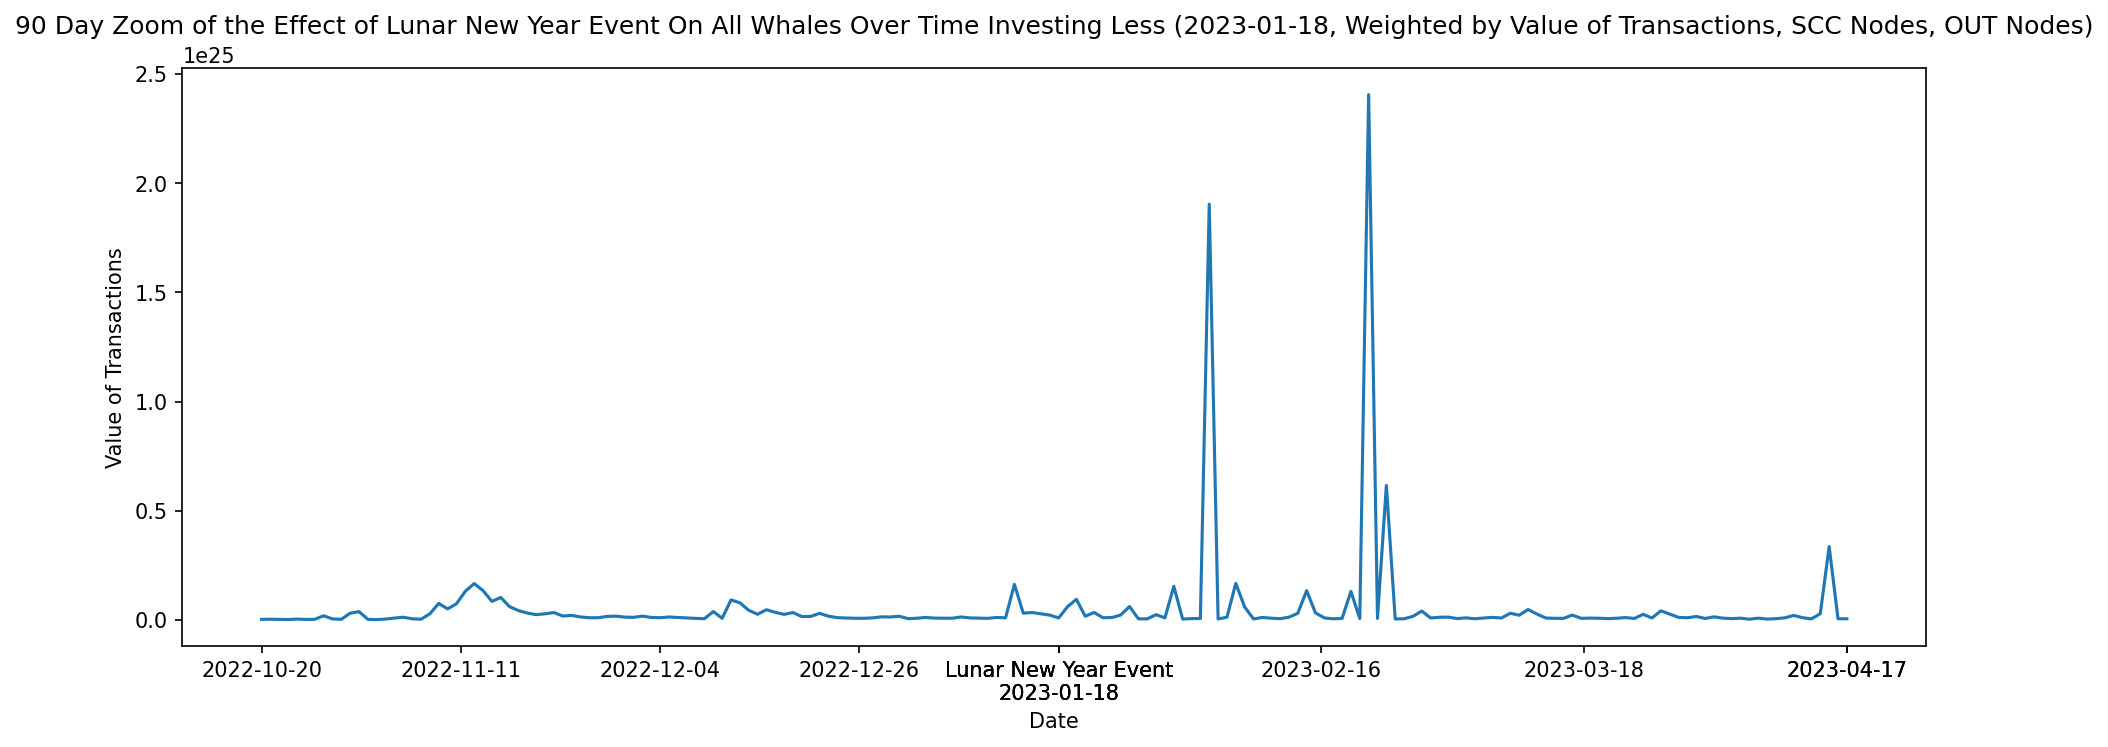 90 Day Zoom of the Effect of Lunar New Year Event On All Whales Over Time Investing Less (2023-01-18, Weighted by Value of Transactions, SCC Nodes, OUT Nodes)
1e25
2.5
2.0
1.5
1.0
0.5
0.0
Value of Transactions
2022-10-20 2022-11-11 2022-12-04 2022-12-26 Lunar New Year Event 2023-02-16 2023-03-18 2023-04-17
2023-01-18
Date